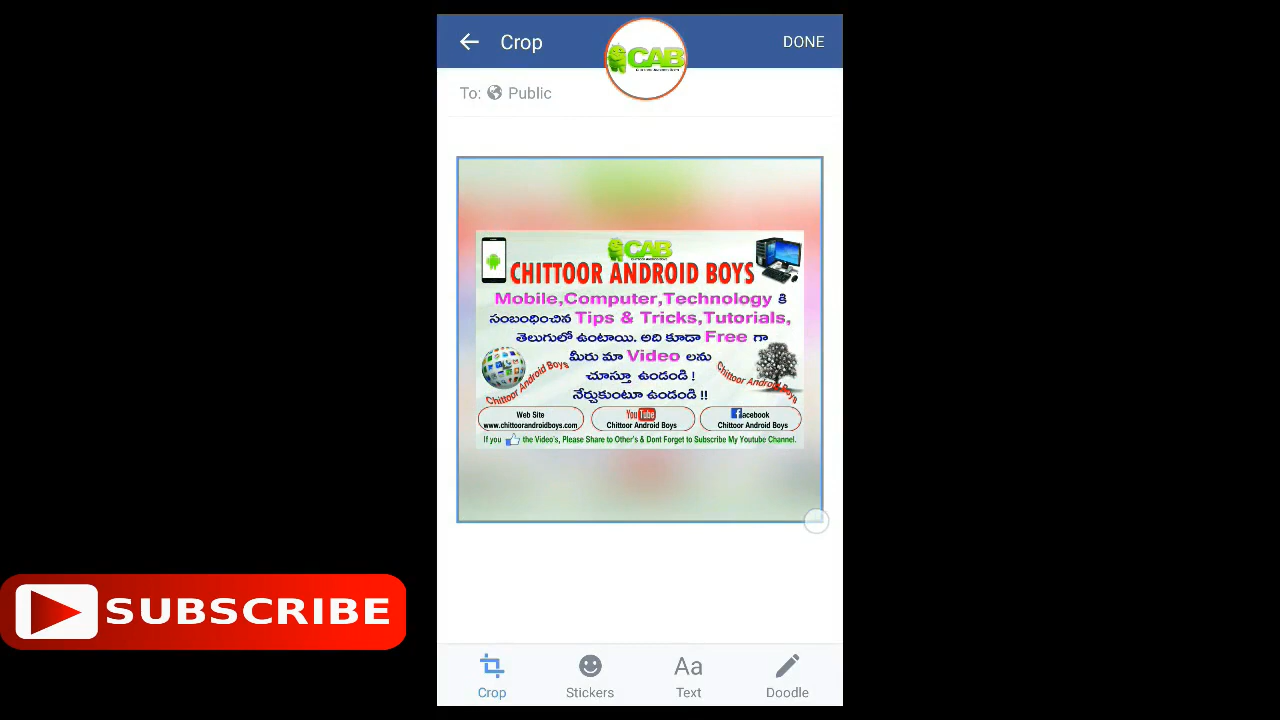 Crop
CAB
DONE
To: Public
CAB
CHITTOOR ANDROID BOYS
CHITTOOR ANDROID BOYS
Mobile,Computer,Technology కి
సంబంధించిన Tips & Tricks,Tutorials,
తెలుగులో ఉంటాయి. అది కూడా Free గా
మీరు మా Video లను
చూస్తూ ఉండండి !
నేర్చుకుంటూ ఉండండి !!
Chittoor Android Boys
Chittoor Android Boys
Web Site
www.chittoorandroidboys.com
YouTube
Chittoor Android Boys
facebook
Chittoor Android Boys
If you the Video's, Please Share to Other's & Dont Forget to Subscribe My Youtube Channel.
SUBSCRIBE
Crop
Stickers
Aa
Text
Doodle